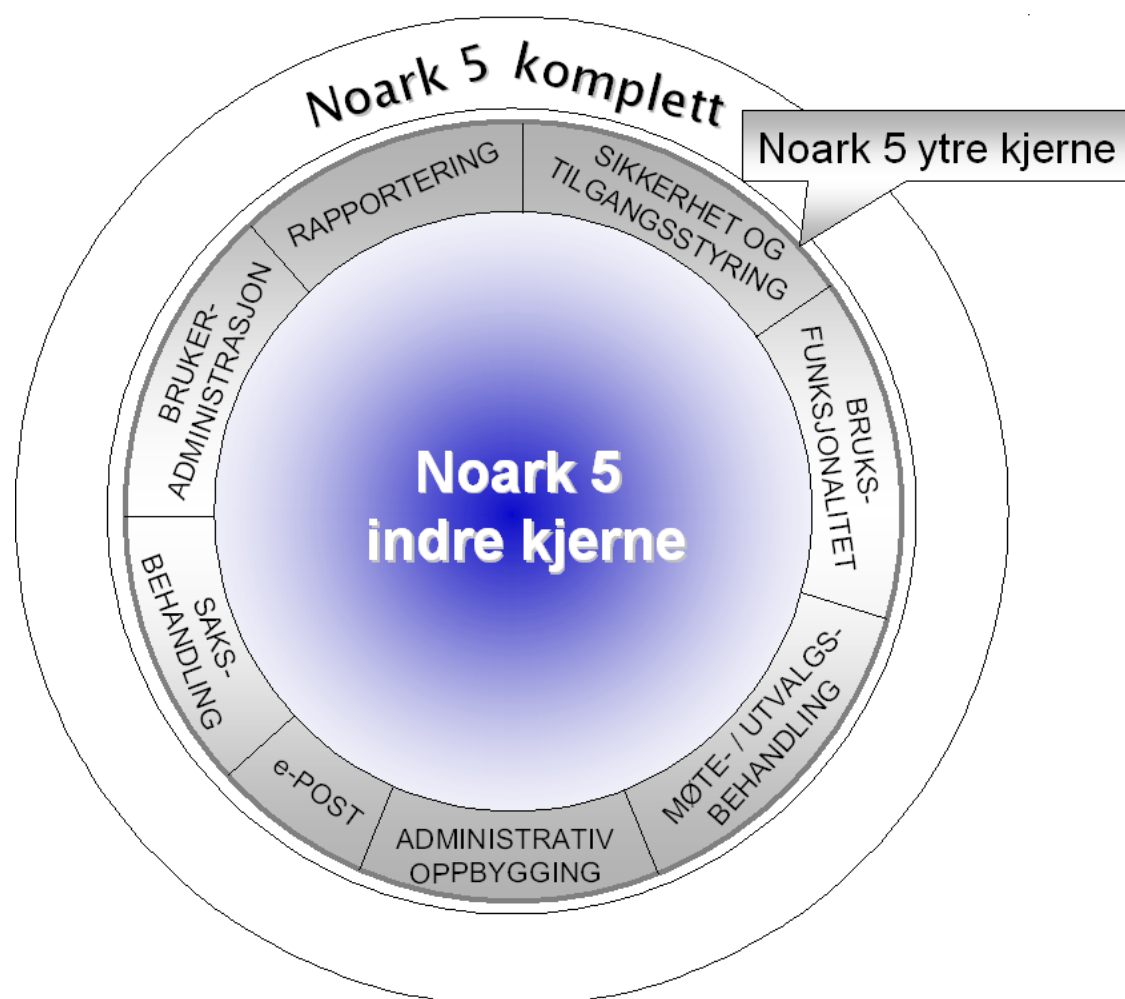 Noark 5 komplett
Noark 5 ytre kjerne
RAPPORTERING
SIKKERHET OG
TILGANGSSTYRING
BRUKS-
FUNKSJONALITET
MØTE- / UTVALGS-
BEHANDLING
ADMINISTRATIV
OPPBYGGING
e-POST
SAKS-
BEHANDLING
BRUKER-
ADMINISTRASJON
Noark 5
indre kjerne